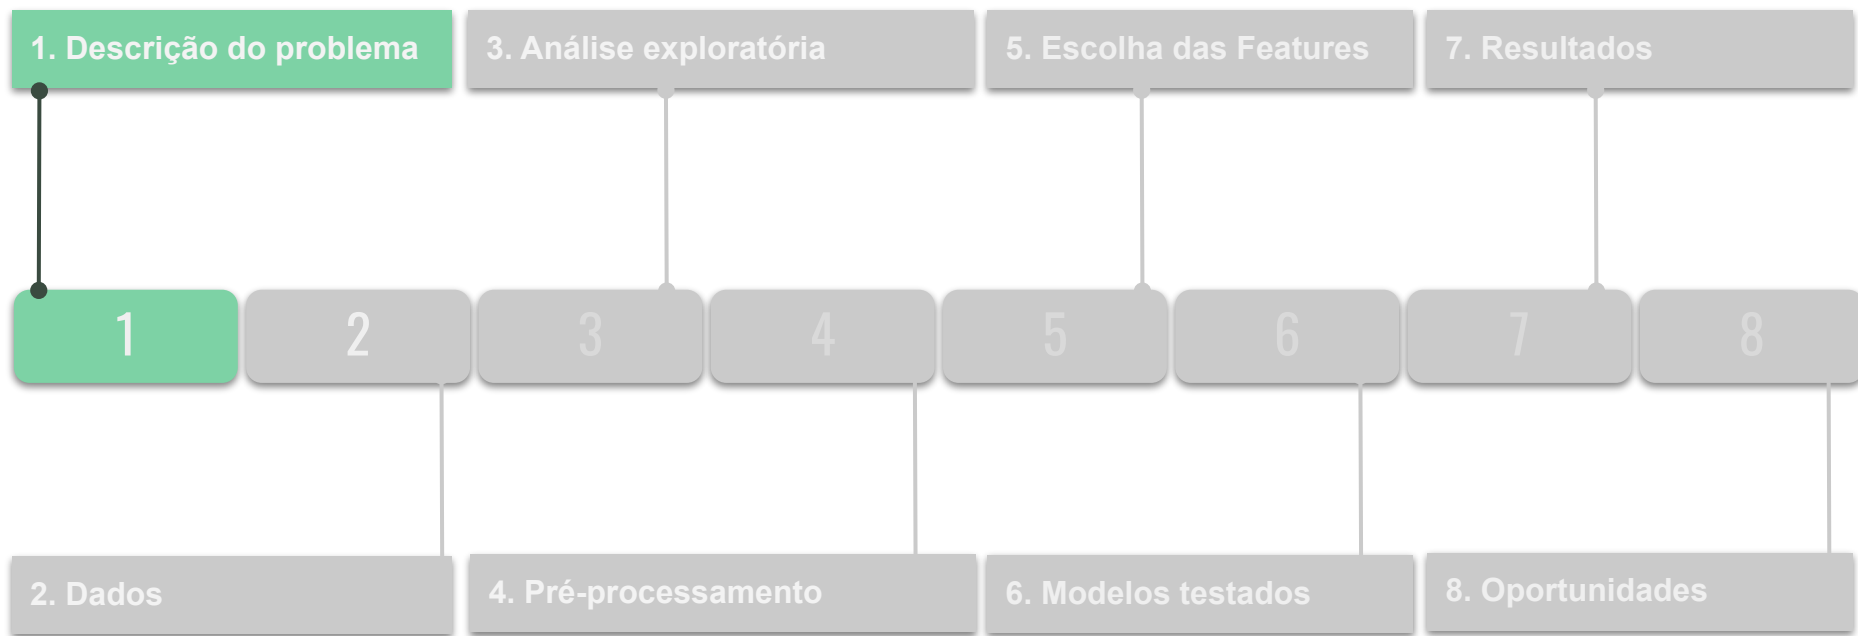 1. Descrição do problema
3. Análise exploratória
5. Escolha das Features
7. Resultados
1
2
3
4
5
6
7
8
2. Dados
4. Pré-processamento
6. Modelos testados
8. Oportunidades